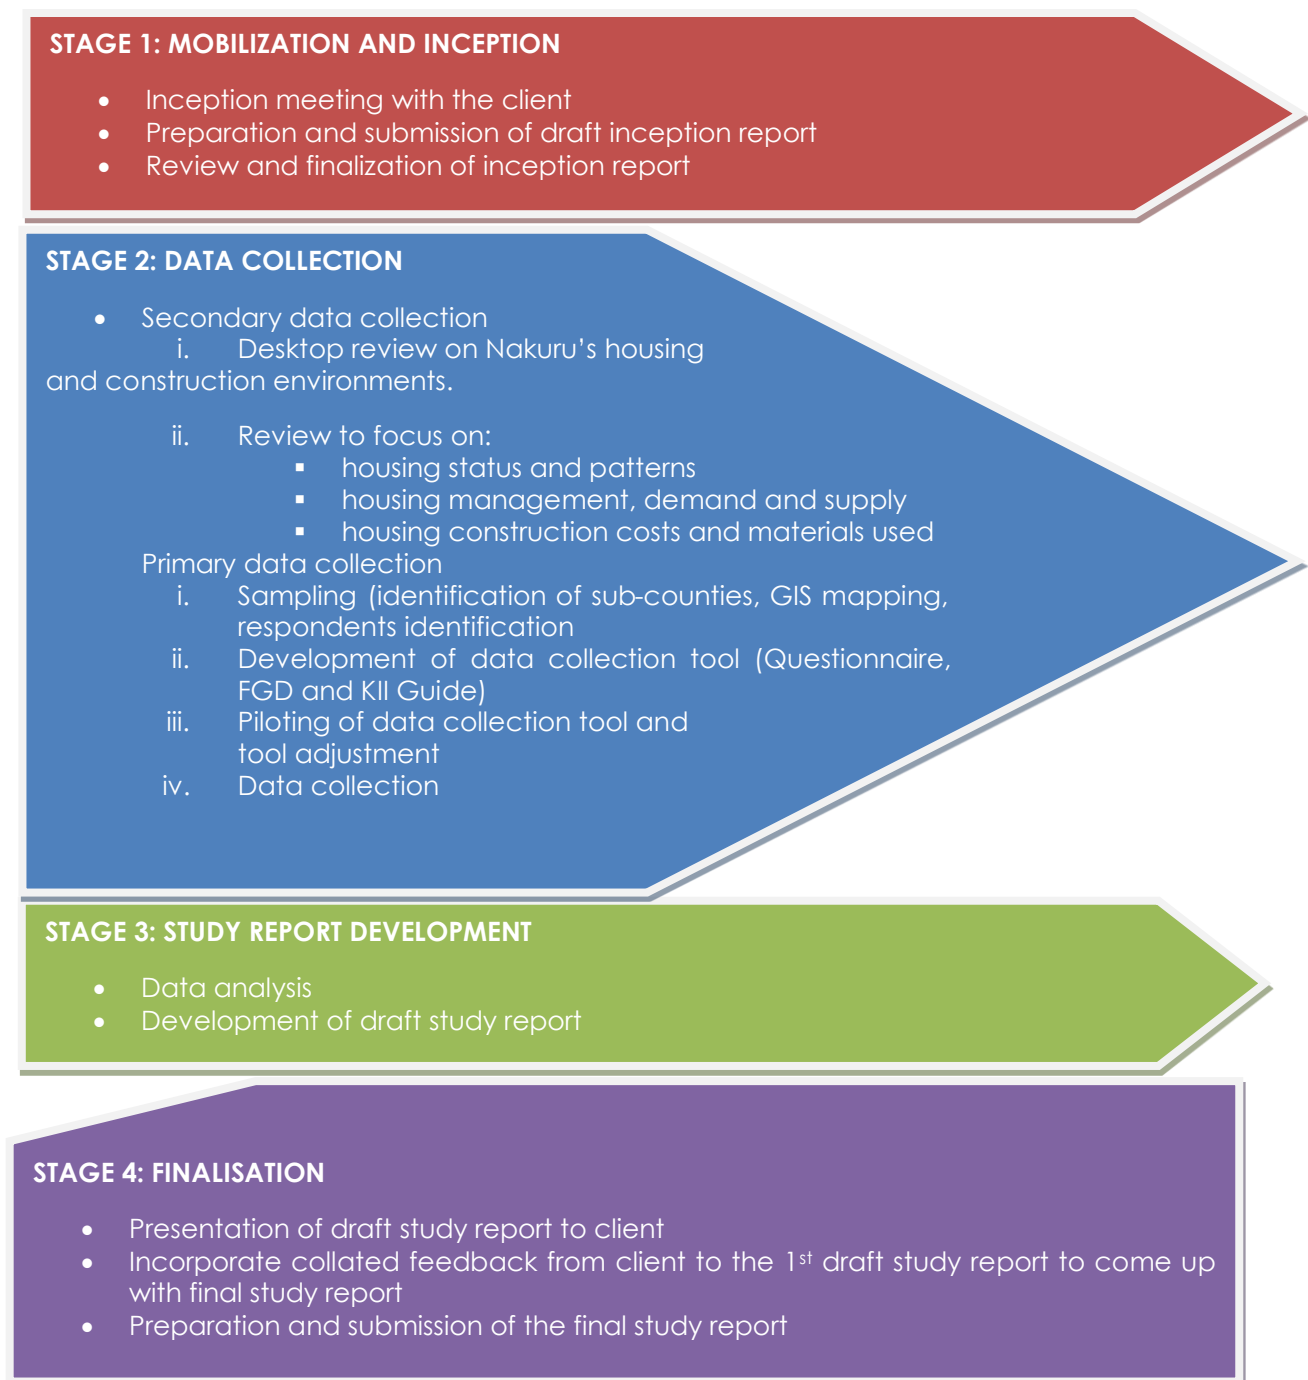 STAGE 1: MOBILIZATION AND INCEPTION
• Inception meeting with the client
• Preparation and submission of draft inception report
• Review and finalization of inception report
STAGE 2: DATA COLLECTION
• Secondary data collection
i. Desktop review on Nakuru’s housing
and construction environments.
ii. Review to focus on:
▪ housing status and patterns
▪ housing management, demand and supply
▪ housing construction costs and materials used
Primary data collection
i. Sampling (identification of sub-counties, GIS mapping,
respondents identification
ii. Development of data collection tool (Questionnaire,
FGD and KII Guide)
iii. Piloting of data collection tool and
tool adjustment
iv. Data collection
STAGE 3: STUDY REPORT DEVELOPMENT
• Data analysis
• Development of draft study report
STAGE 4: FINALISATION
• Presentation of draft study report to client
• Incorporate collated feedback from client to the 1st draft study report to come up
with final study report
• Preparation and submission of the final study report